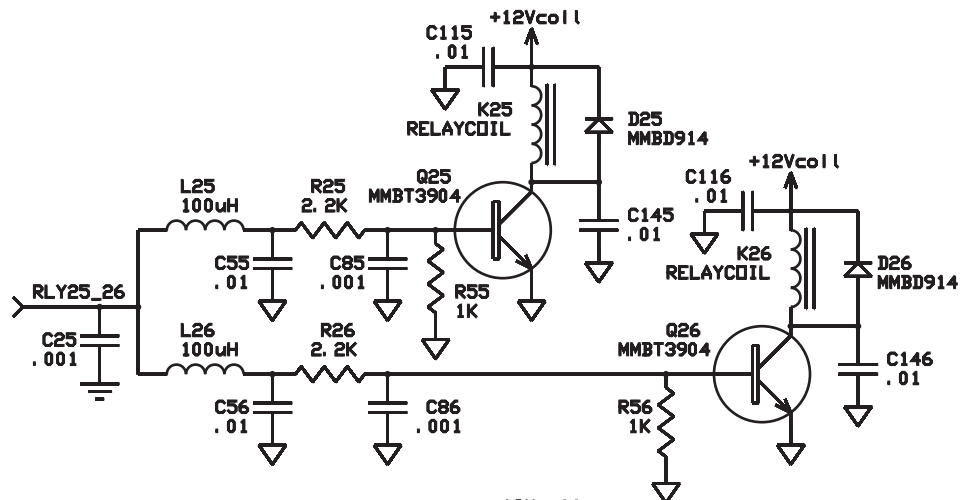 +12Vcoil
C115
.01
K25
RELAYCOIL
D25
MMBD914
+12Vcoil
Q25
MMBT3904
C116
.01
L25
100uH
R25
2.2K
C145
.01
K26
RELAYCOIL
D26
MMBD914
C55
.01
C85
.001
R55
1K
RLY25_26
C25
.001
L26
100uH
R26
2.2K
Q26
MMBT3904
C146
.01
C56
.01
C86
.001
R56
1K